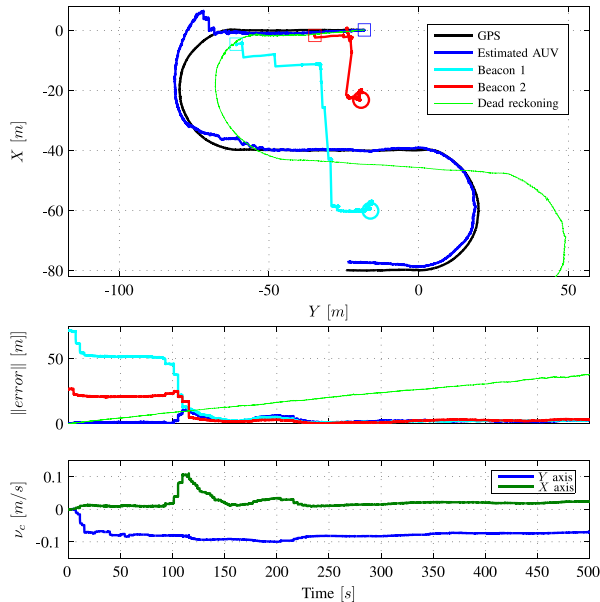 0
-20
-40
-60
-80
X [m]
GPS
Estimated AUV
Beacon 1
Beacon 2
Dead reckoning
-100
-50
0
50
Y [m]
50
0
||error|| [m]]
0.1
0
-0.1
ν_c [m/s]
Y axis
X axis
0
50
100
150
200
250
300
350
400
450
500
Time [s]